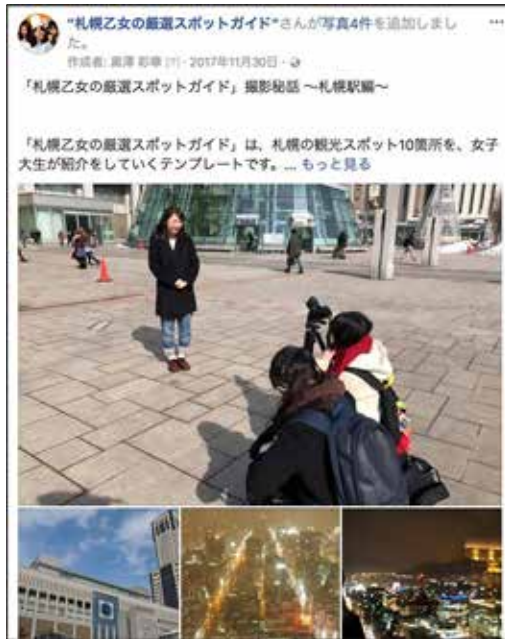 "札幌乙女の厳選スポットガイド"さんが写真4件を追加しまし
た。
作成者: 黒澤 彩華 [?]・2017年11月30日・
「札幌乙女の厳選スポットガイド」撮影秘話 〜札幌駅編〜
「札幌乙女の厳選スポットガイド」は、札幌の観光スポット10箇所を、女子
大生が紹介をしていくテンプレートです。... もっと見る